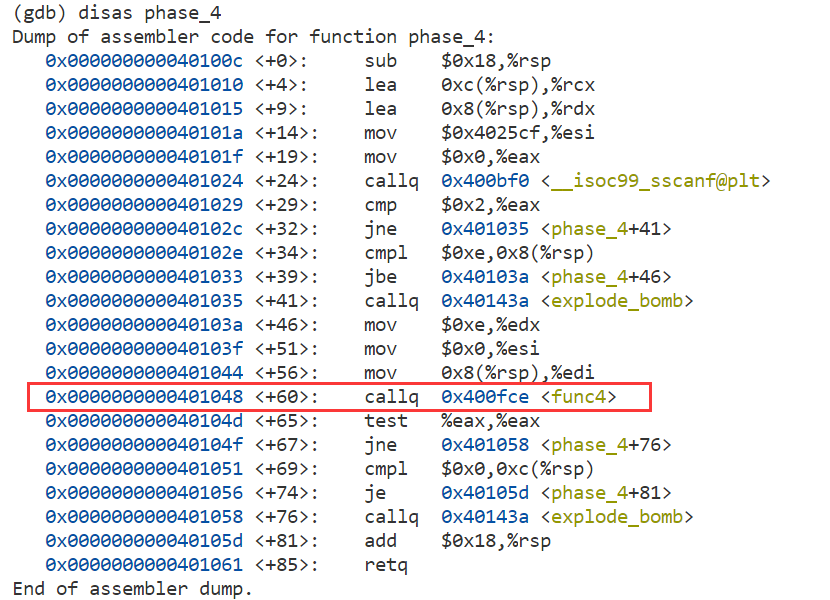 (gdb) disas phase_4
Dump of assembler code for function phase_4:
   0x000000000040100c <+0>:     sub    $0x18,%rsp
   0x0000000000401010 <+4>:     lea    0xc(%rsp),%rcx
   0x0000000000401015 <+9>:     lea    0x8(%rsp),%rdx
   0x000000000040101a <+14>:    mov    $0x4025cf,%esi
   0x000000000040101f <+19>:    mov    $0x0,%eax
   0x0000000000401024 <+24>:    callq  0x400bf0 <__isoc99_sscanf@plt>
   0x0000000000401029 <+29>:    cmp    $0x2,%eax
   0x000000000040102c <+32>:    jne    0x401035 <phase_4+41>
   0x000000000040102e <+34>:    cmpl   $0xe,0x8(%rsp)
   0x0000000000401033 <+39>:    jbe    0x40103a <phase_4+46>
   0x0000000000401035 <+41>:    callq  0x40143a <explode_bomb>
   0x000000000040103a <+46>:    mov    $0xe,%edx
   0x000000000040103f <+51>:    mov    $0x0,%esi
   0x0000000000401044 <+56>:    mov    0x8(%rsp),%edi
   0x0000000000401048 <+60>:    callq  0x400fce <func4>
   0x000000000040104d <+65>:    test   %eax,%eax
   0x000000000040104f <+67>:    jne    0x401058 <phase_4+76>
   0x0000000000401051 <+69>:    cmpl   $0x0,0xc(%rsp)
   0x0000000000401056 <+74>:    je     0x40105d <phase_4+81>
   0x0000000000401058 <+76>:    callq  0x40143a <explode_bomb>
   0x000000000040105d <+81>:    add    $0x18,%rsp
   0x0000000000401061 <+85>:    retq
End of assembler dump.